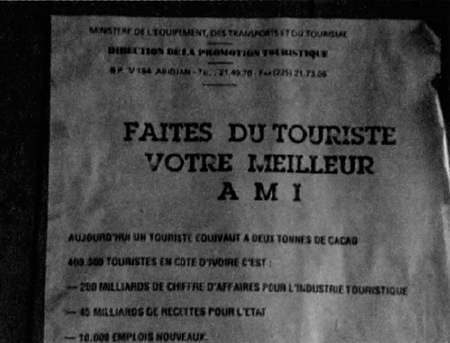 MINISTERE DE L'EQUIPEMENT, DES TRANSPORTS ET DU TOURISME
DIRECTION DE LA PROMOTION TOURISTIQUE
B.P. V 184 ABIDJAN - 21.49.70 - Fax (225) 21.73.06
FAITES DU TOURISTE
VOTRE MEILLEUR
AMI
AUJOURD'HUI UN TOURISTE EQUIVAUT A DEUX TONNES DE CACAO
TOURISTES EN COTE D'IVOIRE C'EST :
— 200 MILLIARDS DE CHIFFRE D'AFFAIRES POUR L'INDUSTRIE TOURISTIQUE
— 45 MILLIARDS DE RECETTES POUR L'ETAT
— 10.000 EMPLOIS NOUVEAUX.